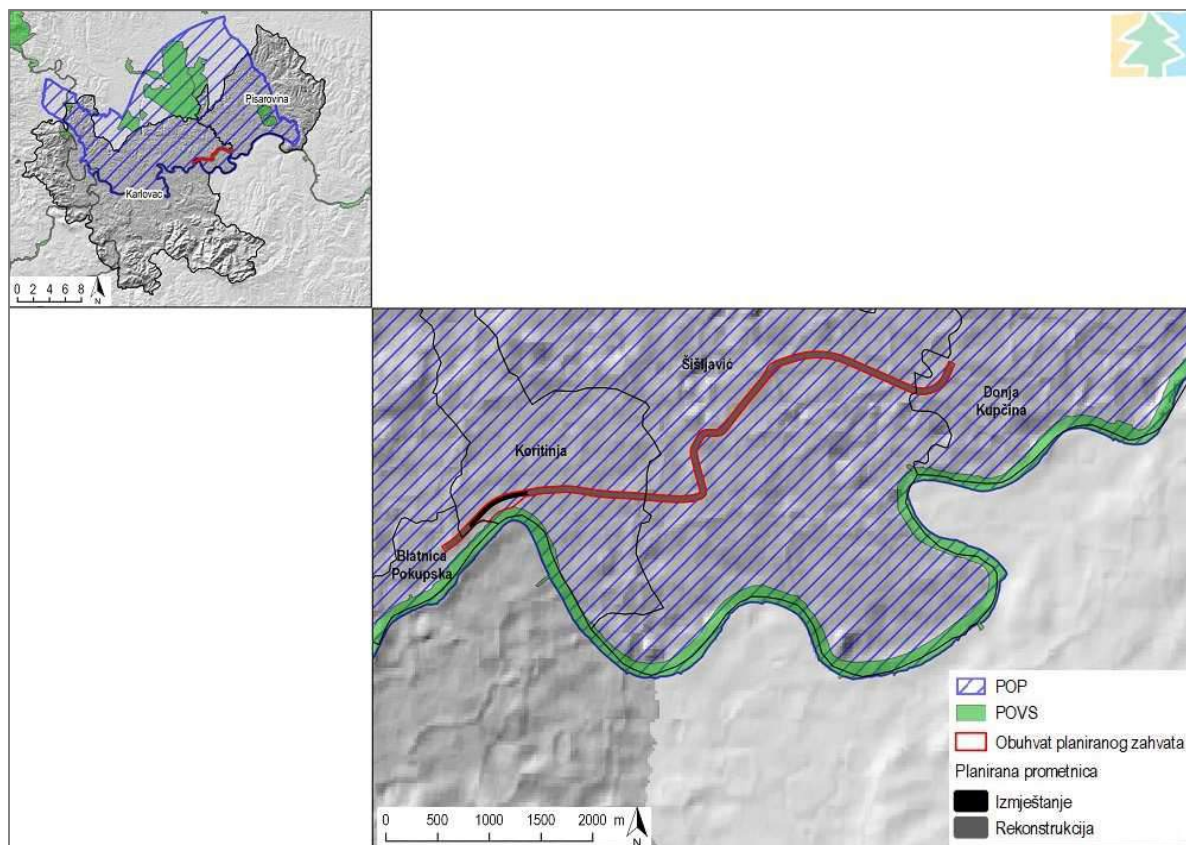 Pisarovina
Karlovac
0 2 4 6 8
N
Šišljavić
Donja
Kupčina
Koritinja
Blatnica
Pokupska
POP
POVS
Obuhvat planiranog zahvata
Planirana prometnica
Izmještanje
Rekonstrukcija
0 500 1000 1500 2000 m
N